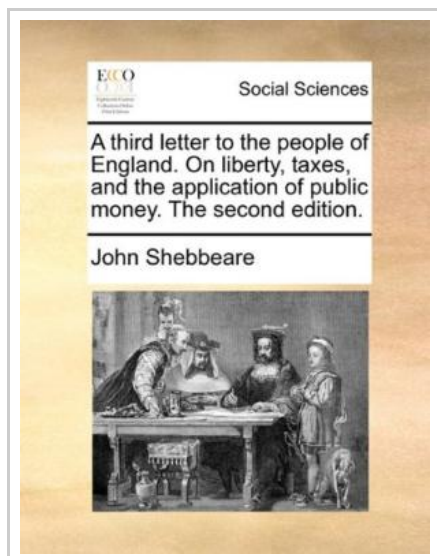 ECCO
Social Sciences
A third letter to the people of
England. On liberty, taxes,
and the application of public
money. The second edition.
John Shebbeare